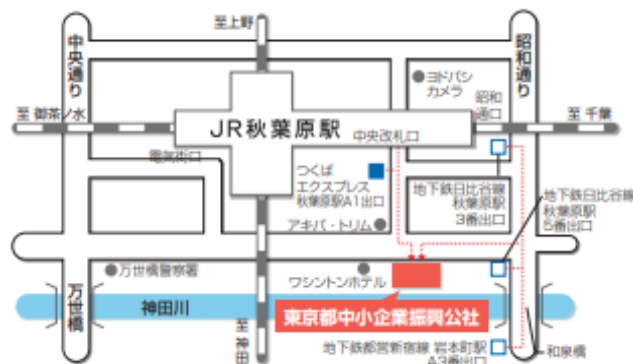 至上野
中央通り
昭和通り
ヨドバシ
カメラ
昭和
通口
至 御茶ノ水
至 千葉
JR秋葉原駅
中央改札口
電気街口
つくば
エクスプレス
秋葉原駅A1出口
地下鉄日比谷線
秋葉原駅
3番出口
地下鉄日比谷線
秋葉原駅
5番出口
アキバ・トリム
万世橋警察署
ワシントンホテル
万世橋
神田川
東京都中小企業振興公社
至 神田
地下鉄都営新宿線 岩本町駅
A3番出口
和泉橋